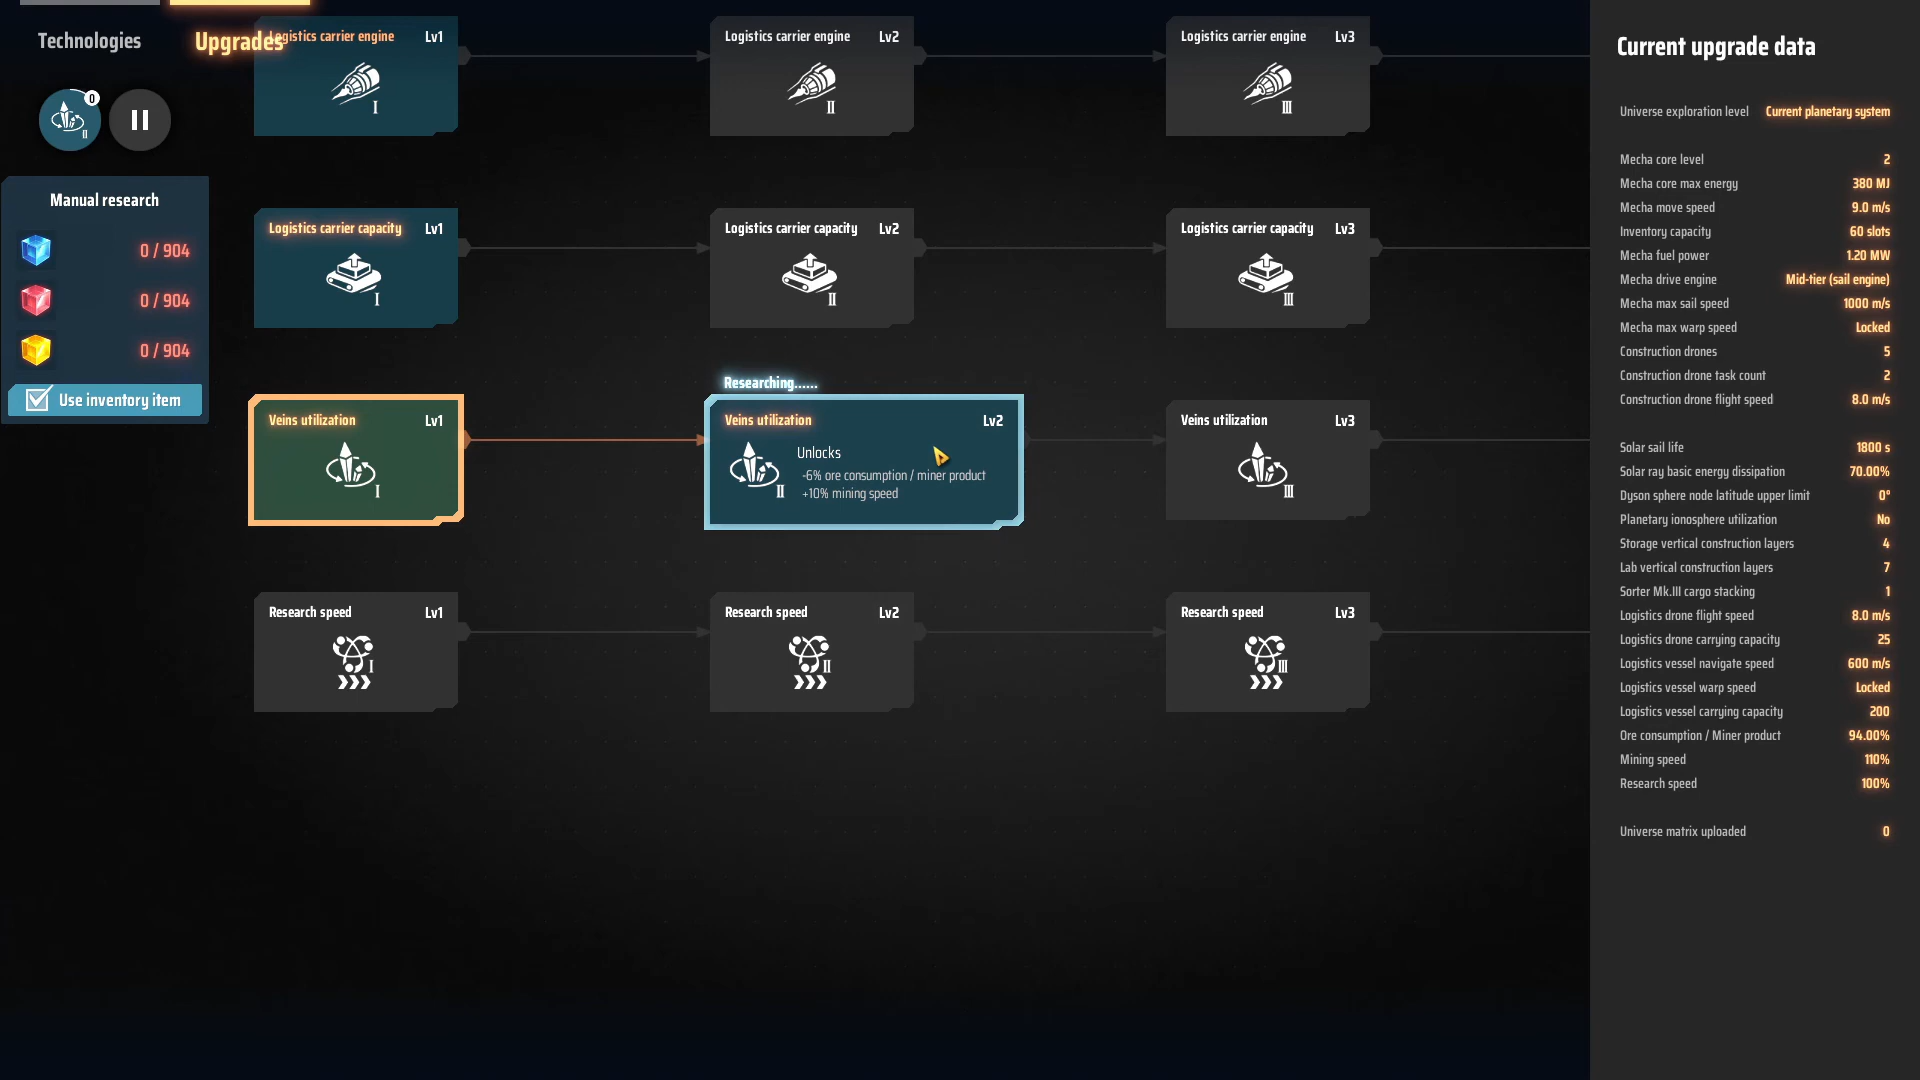 Technologies
Upgrades
0
II
Manual research
0 / 904
0 / 904
0 / 904
Use inventory item
Logistics carrier engine Lv1
I
Logistics carrier engine Lv2
II
Logistics carrier engine Lv3
III
Logistics carrier capacity Lv1
I
Logistics carrier capacity Lv2
II
Logistics carrier capacity Lv3
III
Veins utilization Lv1
I
Researching......
Veins utilization Lv2
Unlocks
-6% ore consumption / miner product
+10% mining speed
II
Veins utilization Lv3
III
Research speed Lv1
I
Research speed Lv2
II
Research speed Lv3
III
Current upgrade data
Universe exploration level Current planetary system
Mecha core level 2
Mecha core max energy 380 MJ
Mecha move speed 9.0 m/s
Inventory capacity 60 slots
Mecha fuel power 1.20 MW
Mecha drive engine Mid-tier (sail engine)
Mecha max sail speed 1000 m/s
Mecha max warp speed Locked
Construction drones 5
Construction drone task count 2
Construction drone flight speed 8.0 m/s
Solar sail life 1800 s
Solar ray basic energy dissipation 70.00%
Dyson sphere node latitude upper limit 0°
Planetary ionosphere utilization No
Storage vertical construction layers 4
Lab vertical construction layers 7
Sorter Mk.III cargo stacking 1
Logistics drone flight speed 8.0 m/s
Logistics drone carrying capacity 25
Logistics vessel navigate speed 600 m/s
Logistics vessel warp speed Locked
Logistics vessel carrying capacity 200
Ore consumption / Miner product 94.00%
Mining speed 110%
Research speed 100%
Universe matrix uploaded 0